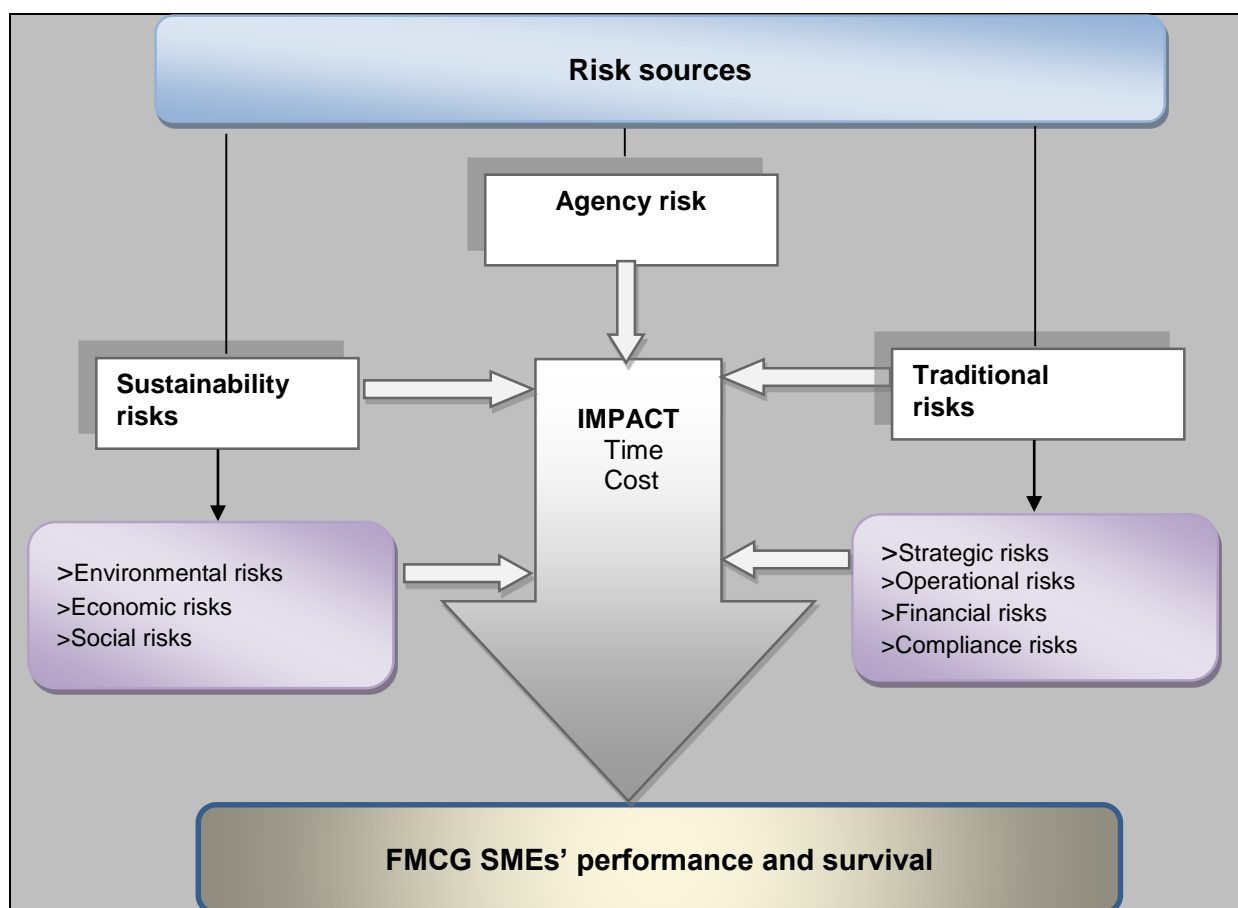 Risk sources
Agency risk
Sustainability
risks
Traditional
risks
IMPACT
Time
Cost
>Environmental risks
>Economic risks
>Social risks
>Strategic risks
>Operational risks
>Financial risks
>Compliance risks
FMCG SMEs’ performance and survival